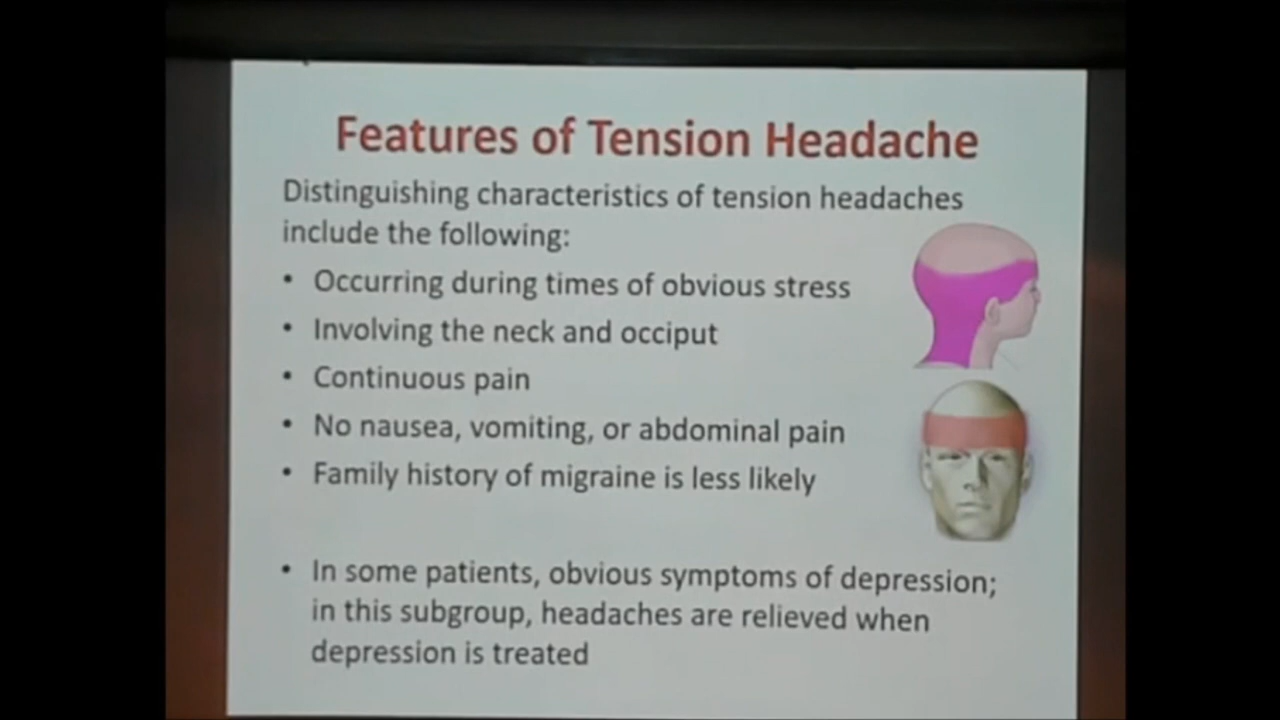 Features of Tension Headache
Distinguishing characteristics of tension headaches
include the following:
• Occurring during times of obvious stress
• Involving the neck and occiput
• Continuous pain
• No nausea, vomiting, or abdominal pain
• Family history of migraine is less likely
• In some patients, obvious symptoms of depression;
in this subgroup, headaches are relieved when
depression is treated